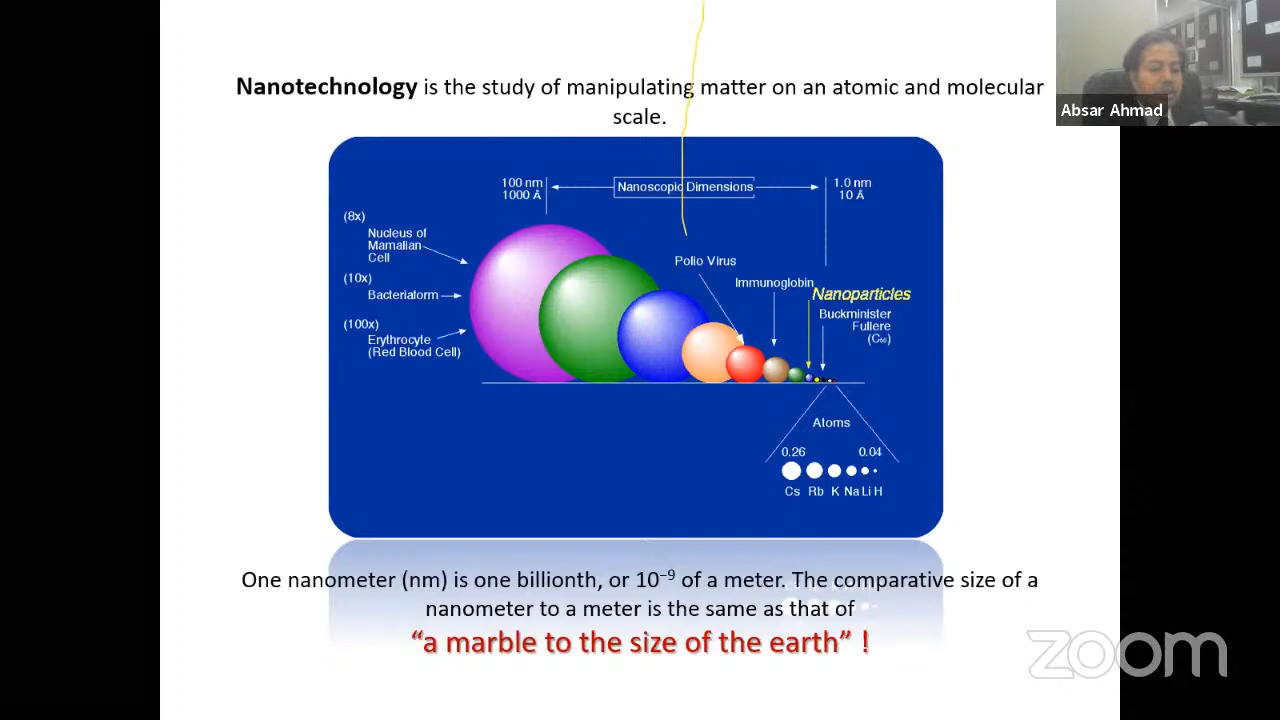 Nanotechnology is the study of manipulating matter on an atomic and molecular
scale.
Absar Ahmad
100 nm
1000 Å
Nanoscopic Dimensions
1.0 nm
10 Å
(8x)
Nucleus of
Mamalian
Cell
(10x)
Bacteriaform
(100x)
Erythrocyte
(Red Blood Cell)
Polio Virus
Immunoglobin
Nanoparticles
Buckminister
Fullere
(C₆₀)
Atoms
0.26 0.04
Cs Rb K Na Li H
One nanometer (nm) is one billionth, or 10⁻⁹ of a meter. The comparative size of a
nanometer to a meter is the same as that of
“a marble to the size of the earth” !
zoom